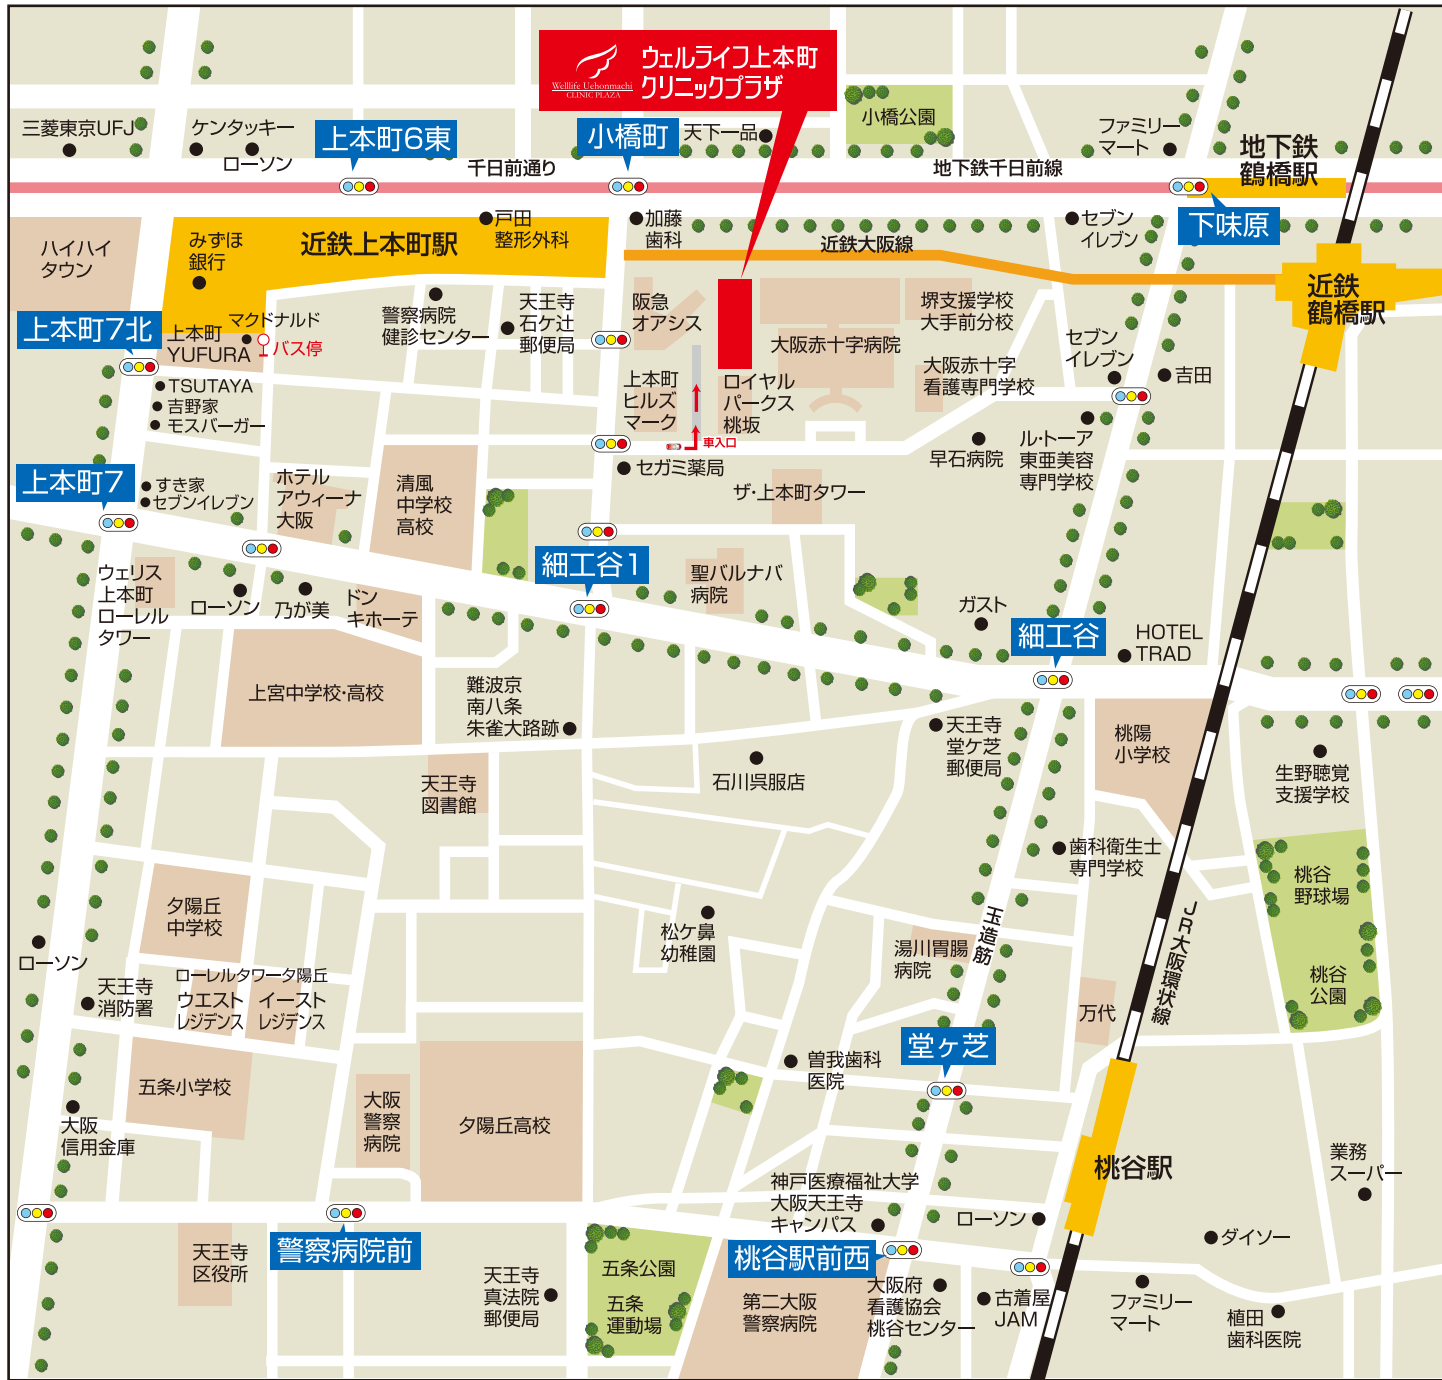 ウェルライフ上本町
クリニックプラザ
Welllife Uehonmachi
CLINIC PLAZA
三菱東京UFJ
ケンタッキー
ローソン
上本町6東
小橋町
天下一品
小橋公園
ファミリー
マート
地下鉄
鶴橋駅
千日前通り
地下鉄千日前線
下味原
ハイハイ
タウン
みずほ
銀行
近鉄上本町駅
戸田
整形外科
加藤
歯科
近鉄大阪線
セブン
イレブン
近鉄
鶴橋駅
上本町7北
上本町
YUFURA
マクドナルド
バス停
警察病院
健診センター
天王寺
石ケ辻
郵便局
阪急
オアシス
大阪赤十字病院
堺支援学校
大手前分校
大阪赤十字
看護専門学校
セブン
イレブン
吉田
TSUTAYA
吉野家
モスバーガー
上本町
ヒルズ
マーク
ロイヤル
パークス
桃坂
車入口
セガミ薬局
早石病院
ル・トーア
東亜美容
専門学校
上本町7
すき家
セブンイレブン
ホテル
アウィーナ
大阪
清風
中学校
高校
ザ・上本町タワー
細工谷1
聖バルナバ
病院
ウェリス
上本町
ローレル
タワー
ローソン
乃が美
ドン
キホーテ
ガスト
細工谷
HOTEL
TRAD
上宮中学校・高校
難波京
南八条
朱雀大路跡
天王寺
堂ケ芝
郵便局
桃陽
小学校
天王寺
図書館
石川呉服店
生野聴覚
支援学校
歯科衛生士
専門学校
桃谷
野球場
夕陽丘
中学校
松ケ鼻
幼稚園
玉造筋
湯川胃腸
病院
JR大阪環状線
桃谷
公園
ローソン
天王寺
消防署
ローレルタワー夕陽丘
ウエスト
レジデンス
イースト
レジデンス
万代
堂ヶ芝
曽我歯科
医院
五条小学校
大阪
警察
病院
夕陽丘高校
大阪
信用金庫
桃谷駅
業務
スーパー
神戸医療福祉大学
大阪天王寺
キャンパス
ローソン
ダイソー
警察病院前
天王寺
区役所
桃谷駅前西
五条公園
五条
運動場
天王寺
真法院
郵便局
第二大阪
警察病院
大阪府
看護協会
桃谷センター
古着屋
JAM
ファミリー
マート
植田
歯科医院